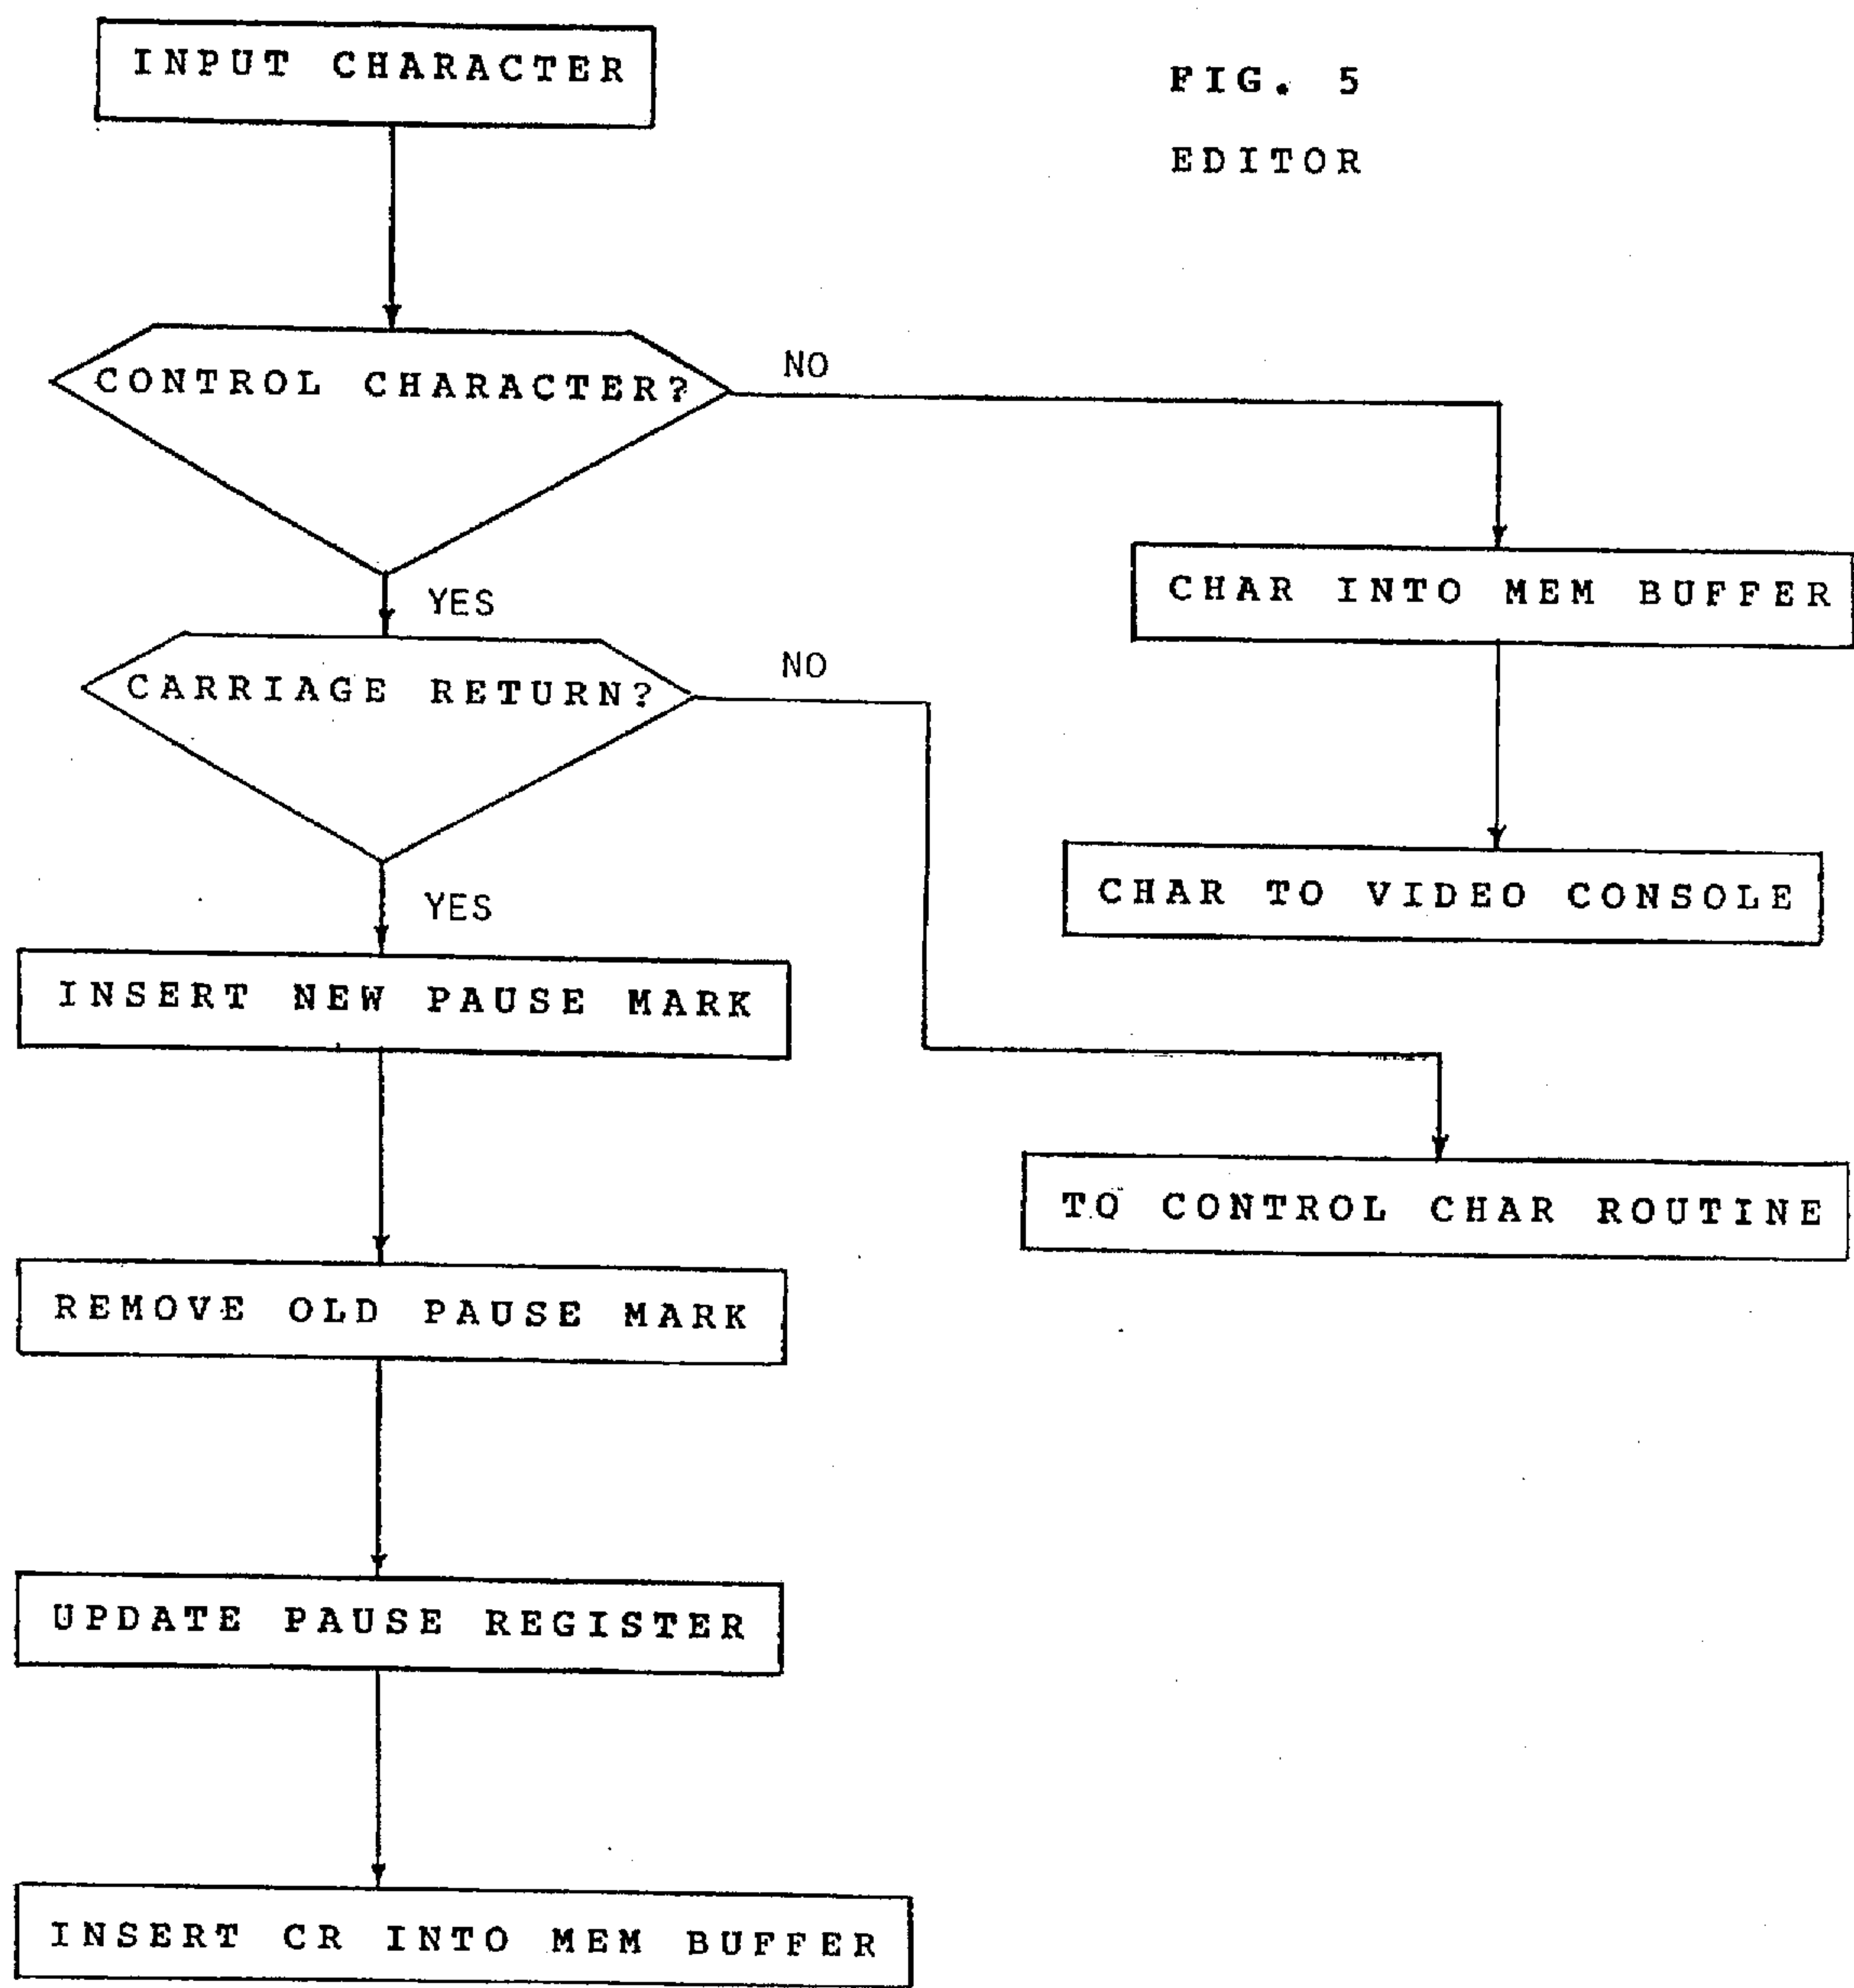 INPUT CHARACTER
FIG. 5
EDITOR
CONTROL CHARACTER?
NO
YES
CHAR INTO MEM BUFFER
CARRIAGE RETURN?
NO
YES
CHAR TO VIDEO CONSOLE
INSERT NEW PAUSE MARK
TO CONTROL CHAR ROUTINE
REMOVE OLD PAUSE MARK
UPDATE PAUSE REGISTER
INSERT CR INTO MEM BUFFER